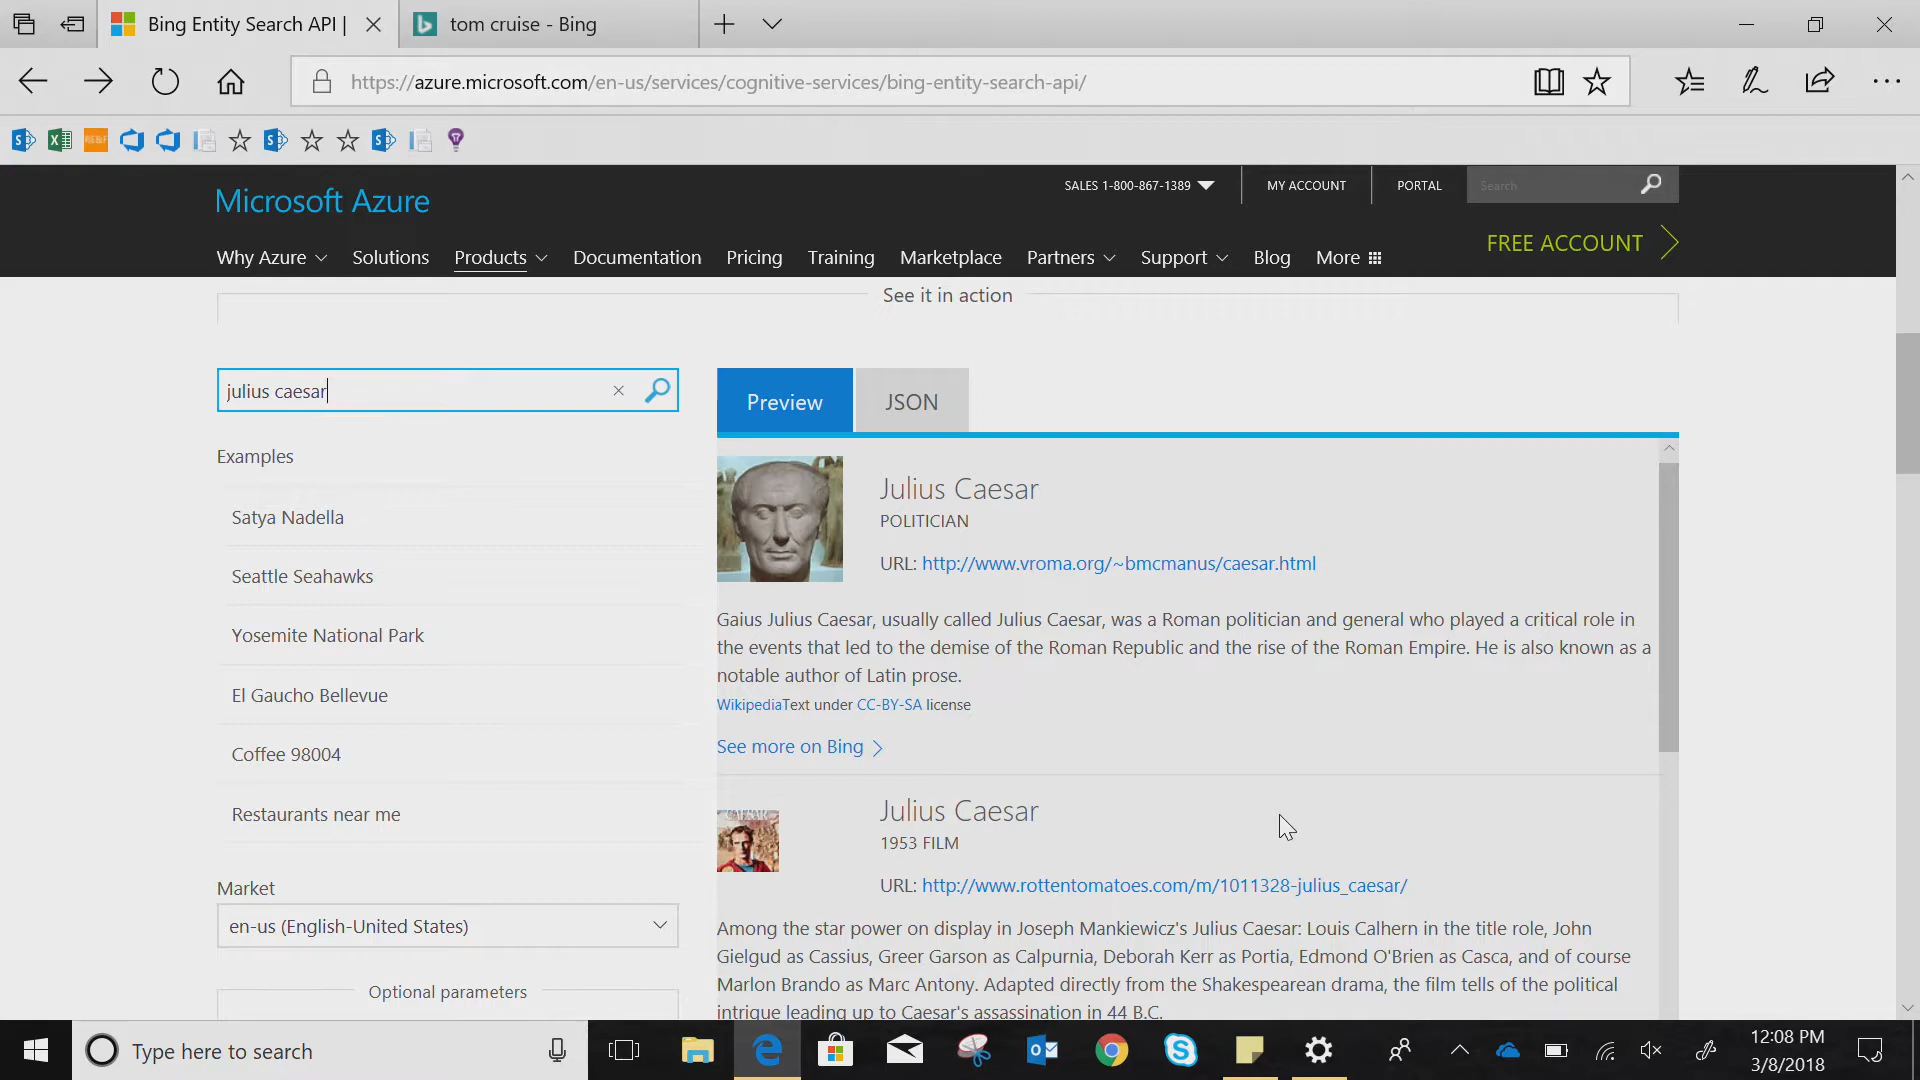 Bing Entity Search API |
tom cruise - Bing
https://azure.microsoft.com/en-us/services/cognitive-services/bing-entity-search-api/
Microsoft Azure
SALES 1-800-867-1389
MY ACCOUNT
PORTAL
Search
FREE ACCOUNT
Why Azure
Solutions
Products
Documentation
Pricing
Training
Marketplace
Partners
Support
Blog
More
See it in action
julius caesar
Examples
Satya Nadella
Seattle Seahawks
Yosemite National Park
El Gaucho Bellevue
Coffee 98004
Restaurants near me
Market
en-us (English-United States)
Optional parameters
Preview
JSON
Julius Caesar
POLITICIAN
URL: http://www.vroma.org/~bmcmanus/caesar.html
Gaius Julius Caesar, usually called Julius Caesar, was a Roman politician and general who played a critical role in
the events that led to the demise of the Roman Republic and the rise of the Roman Empire. He is also known as a
notable author of Latin prose.
WikipediaText under CC-BY-SA license
See more on Bing
Julius Caesar
1953 FILM
URL: http://www.rottentomatoes.com/m/1011328-julius_caesar/
Among the star power on display in Joseph Mankiewicz's Julius Caesar: Louis Calhern in the title role, John
Gielgud as Cassius, Greer Garson as Calpurnia, Deborah Kerr as Portia, Edmond O'Brien as Casca, and of course
Marlon Brando as Marc Antony. Adapted directly from the Shakespearean drama, the film tells of the political
intrigue leading up to Caesar's assassination in 44 B.C.
Type here to search
12:08 PM
3/8/2018